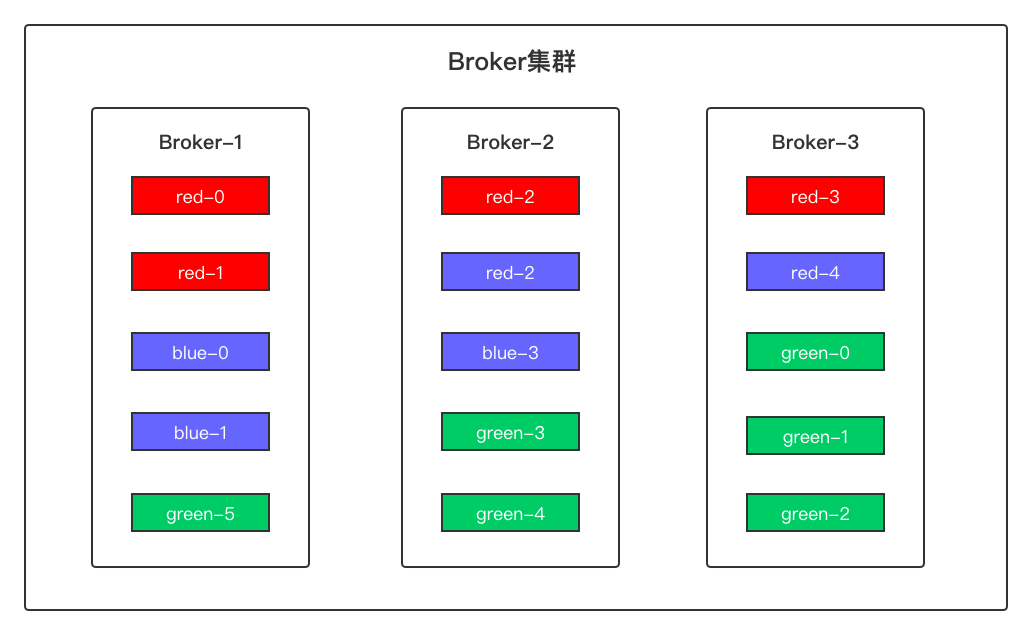 Broker集群
Broker-1
red-0
red-1
blue-0
blue-1
green-5
Broker-2
red-2
red-2
blue-3
green-3
green-4
Broker-3
red-3
red-4
green-0
green-1
green-2